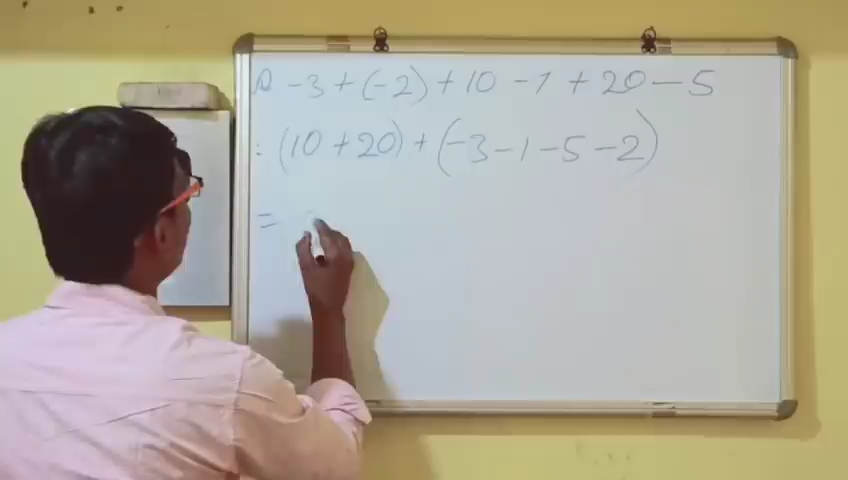 -3 + (-2) + 10 - 1 + 20 - 5
: (10 + 20) + (-3 - 1 - 5 - 2)
=